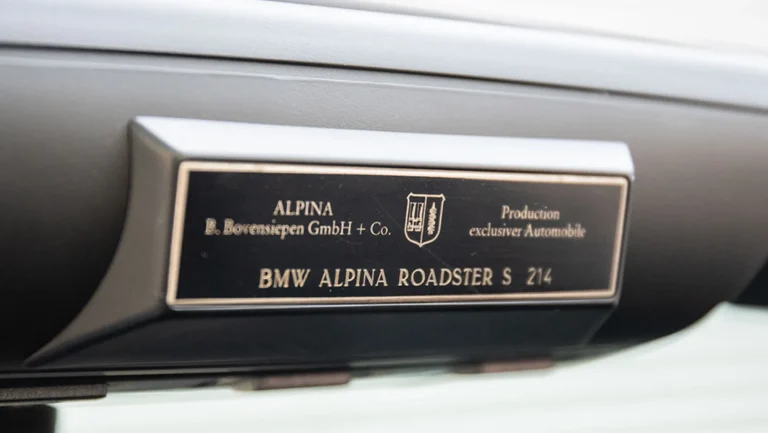 ALPINA
B. Bovensiepen GmbH + Co.
Production
exclusiver Automobile
BMW ALPINA ROADSTER S 214